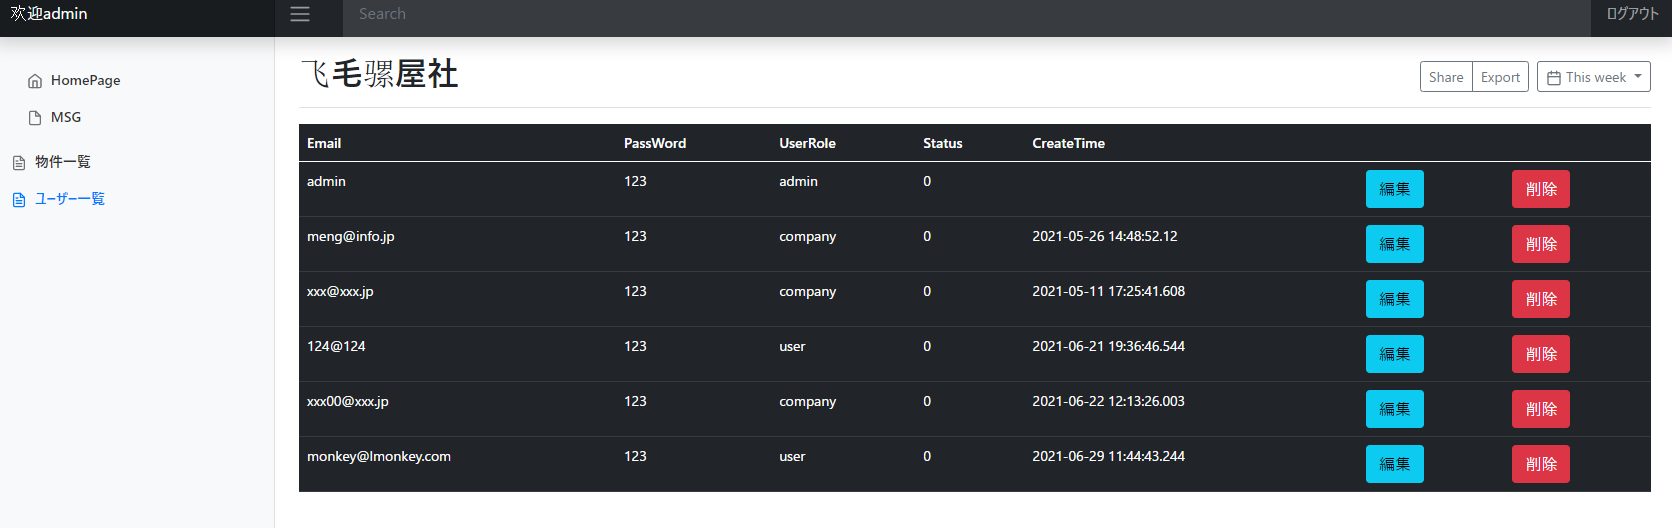 欢迎admin
Search
ログアウト
HomePage
MSG
物件一覧
ユーザー一覧
飞毛骡屋社
Share Export This week
Email PassWord UserRole Status CreateTime
admin 123 admin 0 編集 削除
meng@info.jp 123 company 0 2021-05-26 14:48:52.12 編集 削除
xxx@xxx.jp 123 company 0 2021-05-11 17:25:41.608 編集 削除
124@124 123 user 0 2021-06-21 19:36:46.544 編集 削除
xxx00@xxx.jp 123 company 0 2021-06-22 12:13:26.003 編集 削除
monkey@lmonkey.com 123 user 0 2021-06-29 11:44:43.244 編集 削除